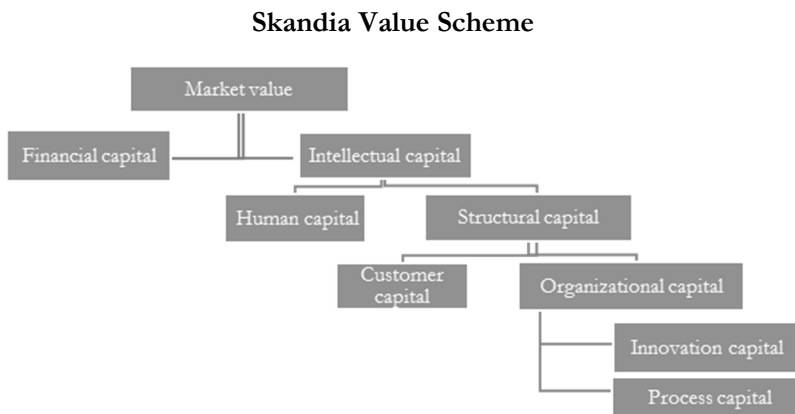 Skandia Value Scheme
Market value
Financial capital
Intellectual capital
Human capital
Structural capital
Customer
capital
Organizational capital
Innovation capital
Process capital